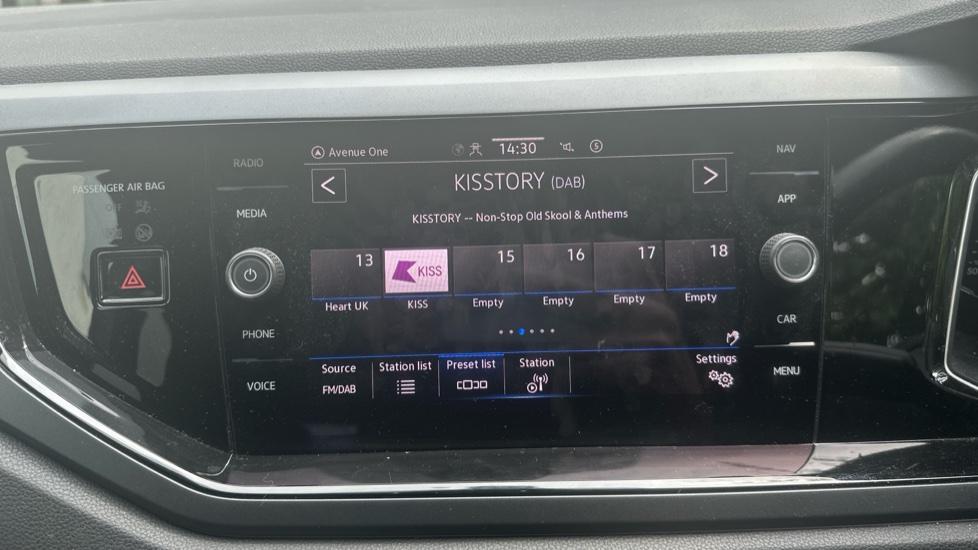 PASSENGER AIR BAG
OFF
RADIO
MEDIA
PHONE
VOICE
Avenue One
14:30
5
KISSTORY (DAB)
KISSTORY -- Non-Stop Old Skool & Anthems
13 KISS 15 16 17 18
Heart UK KISS Empty Empty Empty Empty
Source Station list Preset list Station Settings
FM/DAB
NAV
APP
CAR
MENU